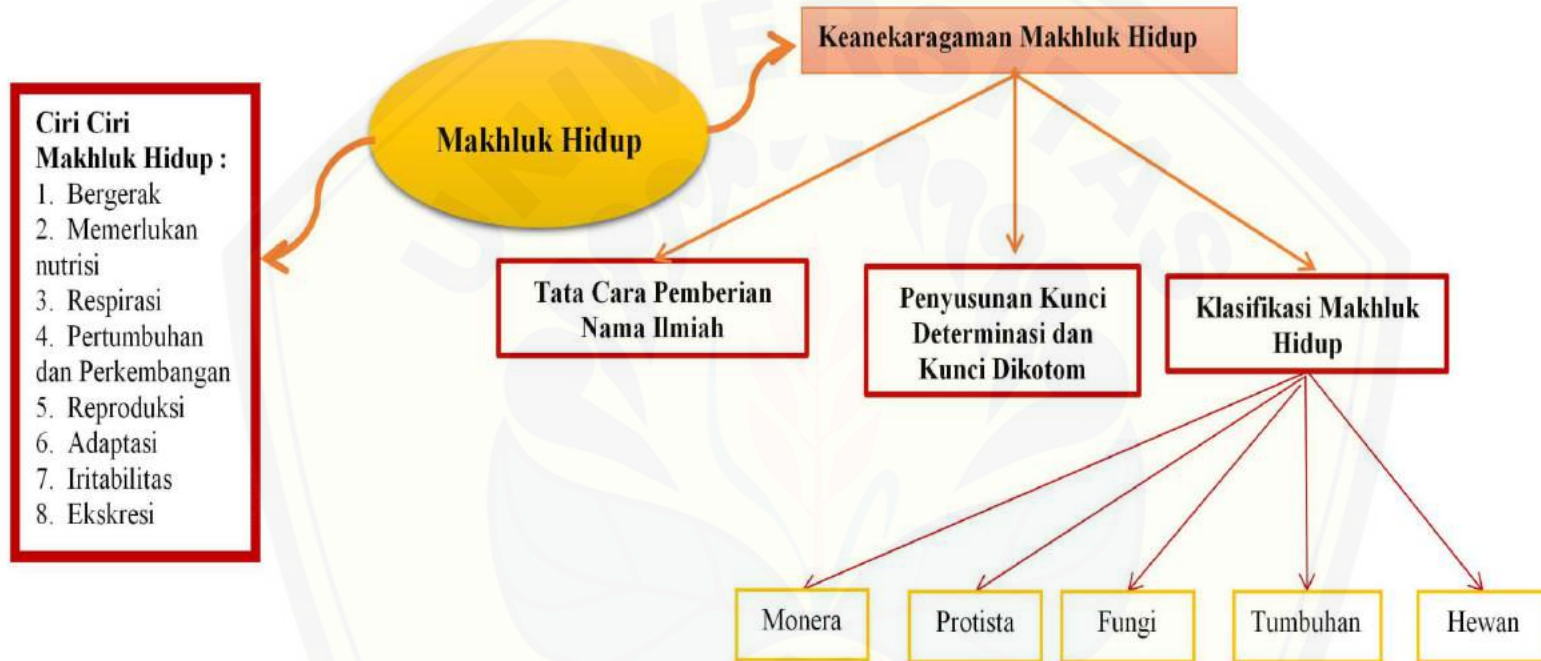 Keanekaragaman Makhluk Hidup
Makhluk Hidup
Ciri Ciri
Makhluk Hidup :
1. Bergerak
2. Memerlukan
nutrisi
3. Respirasi
4. Pertumbuhan
dan Perkembangan
5. Reproduksi
6. Adaptasi
7. Iritabilitas
8. Ekskresi
Tata Cara Pemberian
Nama Ilmiah
Penyusunan Kunci
Determinasi dan
Kunci Dikotom
Klasifikasi Makhluk
Hidup
Monera
Protista
Fungi
Tumbuhan
Hewan
UNIVERSITAS